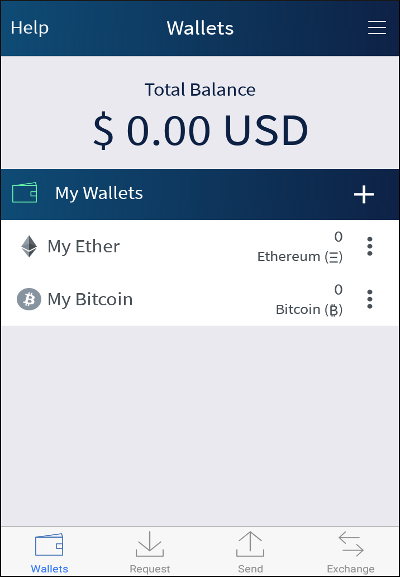 Help Wallets
Total Balance
$ 0.00 USD
My Wallets
My Ether
0
Ethereum (Ξ)
My Bitcoin
0
Bitcoin (₿)
Wallets Request Send Exchange